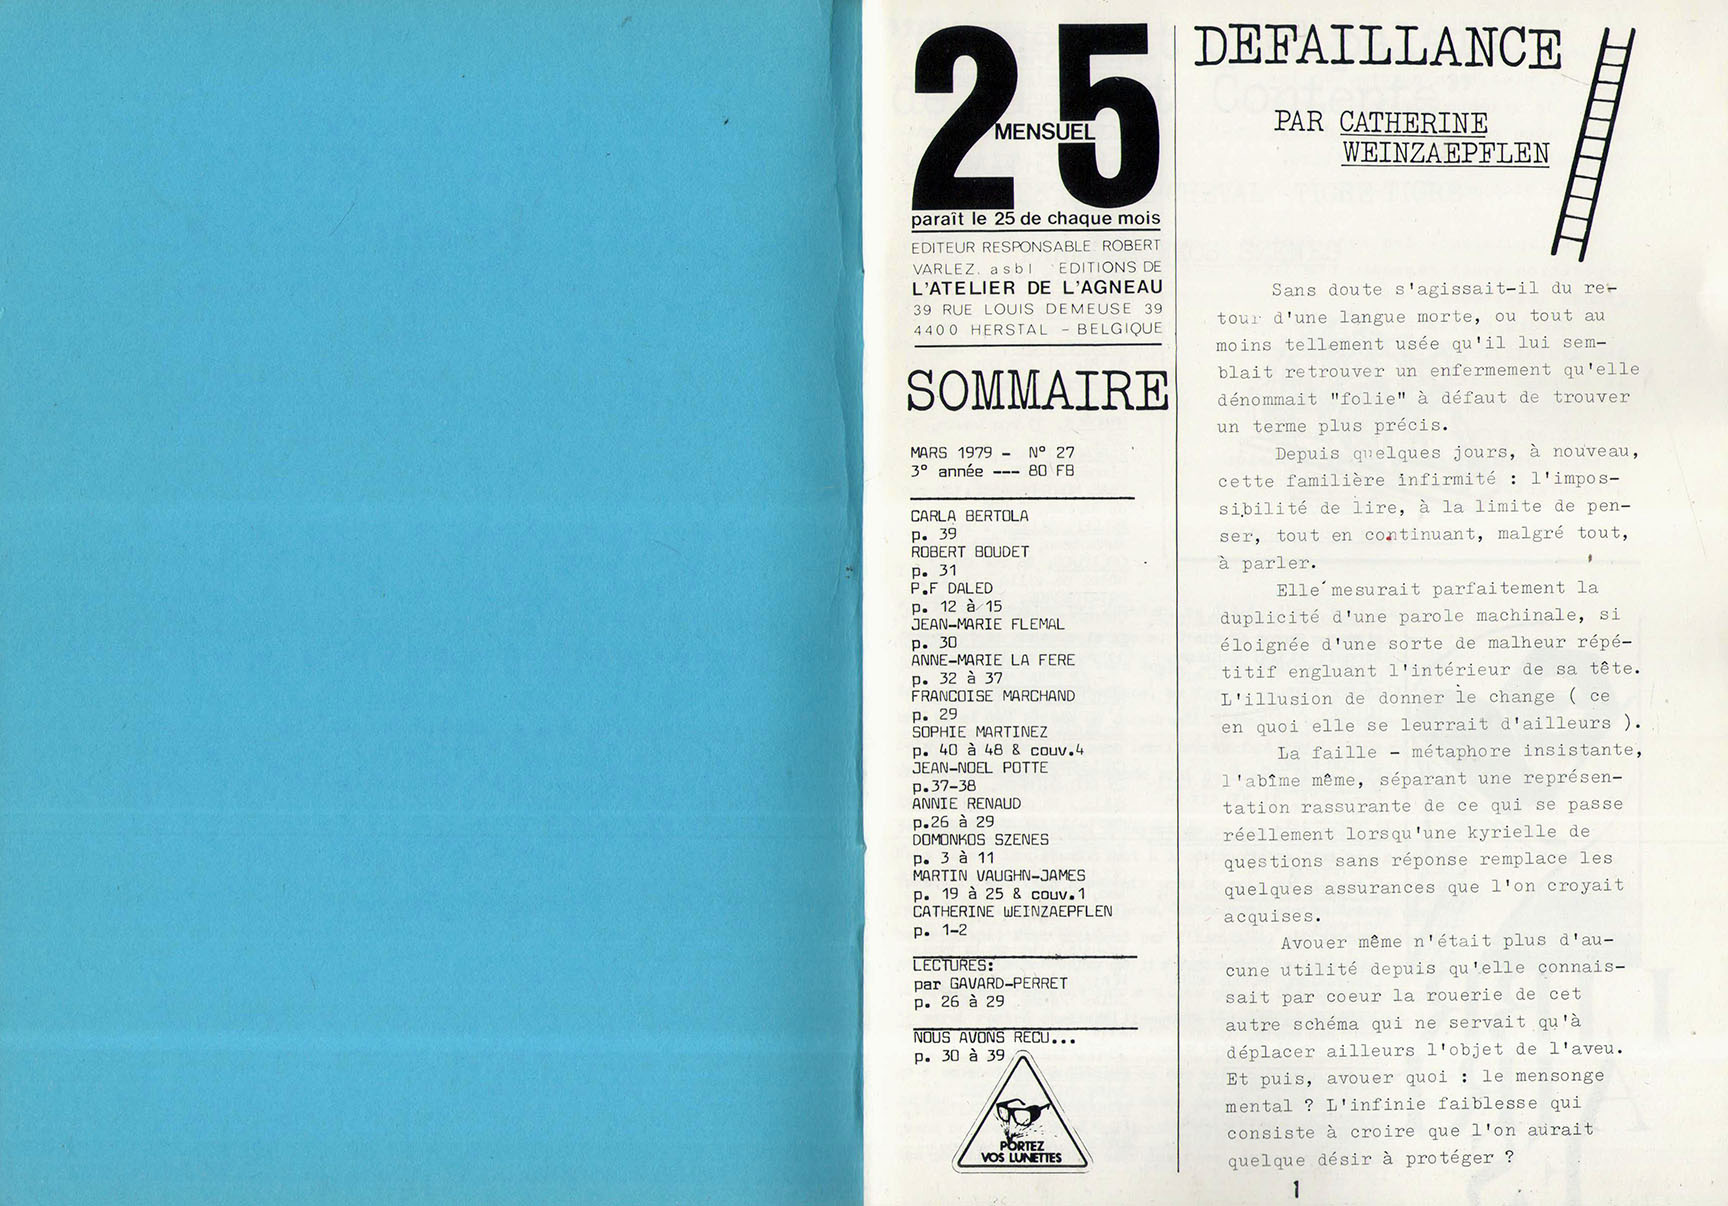 25
MENSUEL
paraît le 25 de chaque mois
EDITEUR RESPONSABLE ROBERT
VARLEZ. asbl EDITIONS DE
L'ATELIER DE L'AGNEAU
39 RUE LOUIS DEMEUSE 39
4400 HERSTAL - BELGIQUE
SOMMAIRE
MARS 1979 - N° 27
3° année --- 80 FB
CARLA BERTOLA
p. 39
ROBERT BOUDET
p. 31
P.F DALED
p. 12 à 15
JEAN-MARIE FLEMAL
p. 30
ANNE-MARIE LA FERE
p. 32 à 37
FRANCOISE MARCHAND
p. 29
SOPHIE MARTINEZ
p. 40 à 48 & couv.4
JEAN-NOEL POTTE
p.37-38
ANNIE RENAUD
p.26 à 29
DOMONKOS SZENES
p. 3 à 11
MARTIN VAUGHN-JAMES
p. 19 à 25 & couv.1
CATHERINE WEINZAEPFLEN
p. 1-2
LECTURES:
par GAVARD-PERRET
p. 26 à 29
NOUS AVONS RECU...
p. 30 à 39
PORTEZ
VOS LUNETTES
DEFAILLANCE
PAR CATHERINE
WEINZAEPFLEN
Sans doute s'agissait-il du re-
tour d'une langue morte, ou tout au
moins tellement usée qu'il lui sem-
blait retrouver un enfermement qu'elle
dénommait "folie" à défaut de trouver
un terme plus précis.
Depuis quelques jours, à nouveau,
cette familière infirmité : l'impos-
sibilité de lire, à la limite de pen-
ser, tout en continuant, malgré tout,
à parler.
Elle mesurait parfaitement la
duplicité d'une parole machinale, si
éloignée d'une sorte de malheur répé-
titif engluant l'intérieur de sa tête.
L'illusion de donner le change ( ce
en quoi elle se leurrait d'ailleurs ).
La faille - métaphore insistante,
l'abîme même, séparant une représen-
tation rassurante de ce qui se passe
réellement lorsqu'une kyrielle de
questions sans réponse remplace les
quelques assurances que l'on croyait
acquises.
Avouer même n'était plus d'au-
cune utilité depuis qu'elle connais-
sait par coeur la rouerie de cet
autre schéma qui ne servait qu'à
déplacer ailleurs l'objet de l'aveu.
Et puis, avouer quoi : le mensonge
mental ? L'infinie faiblesse qui
consiste à croire que l'on aurait
quelque désir à protéger ?
1